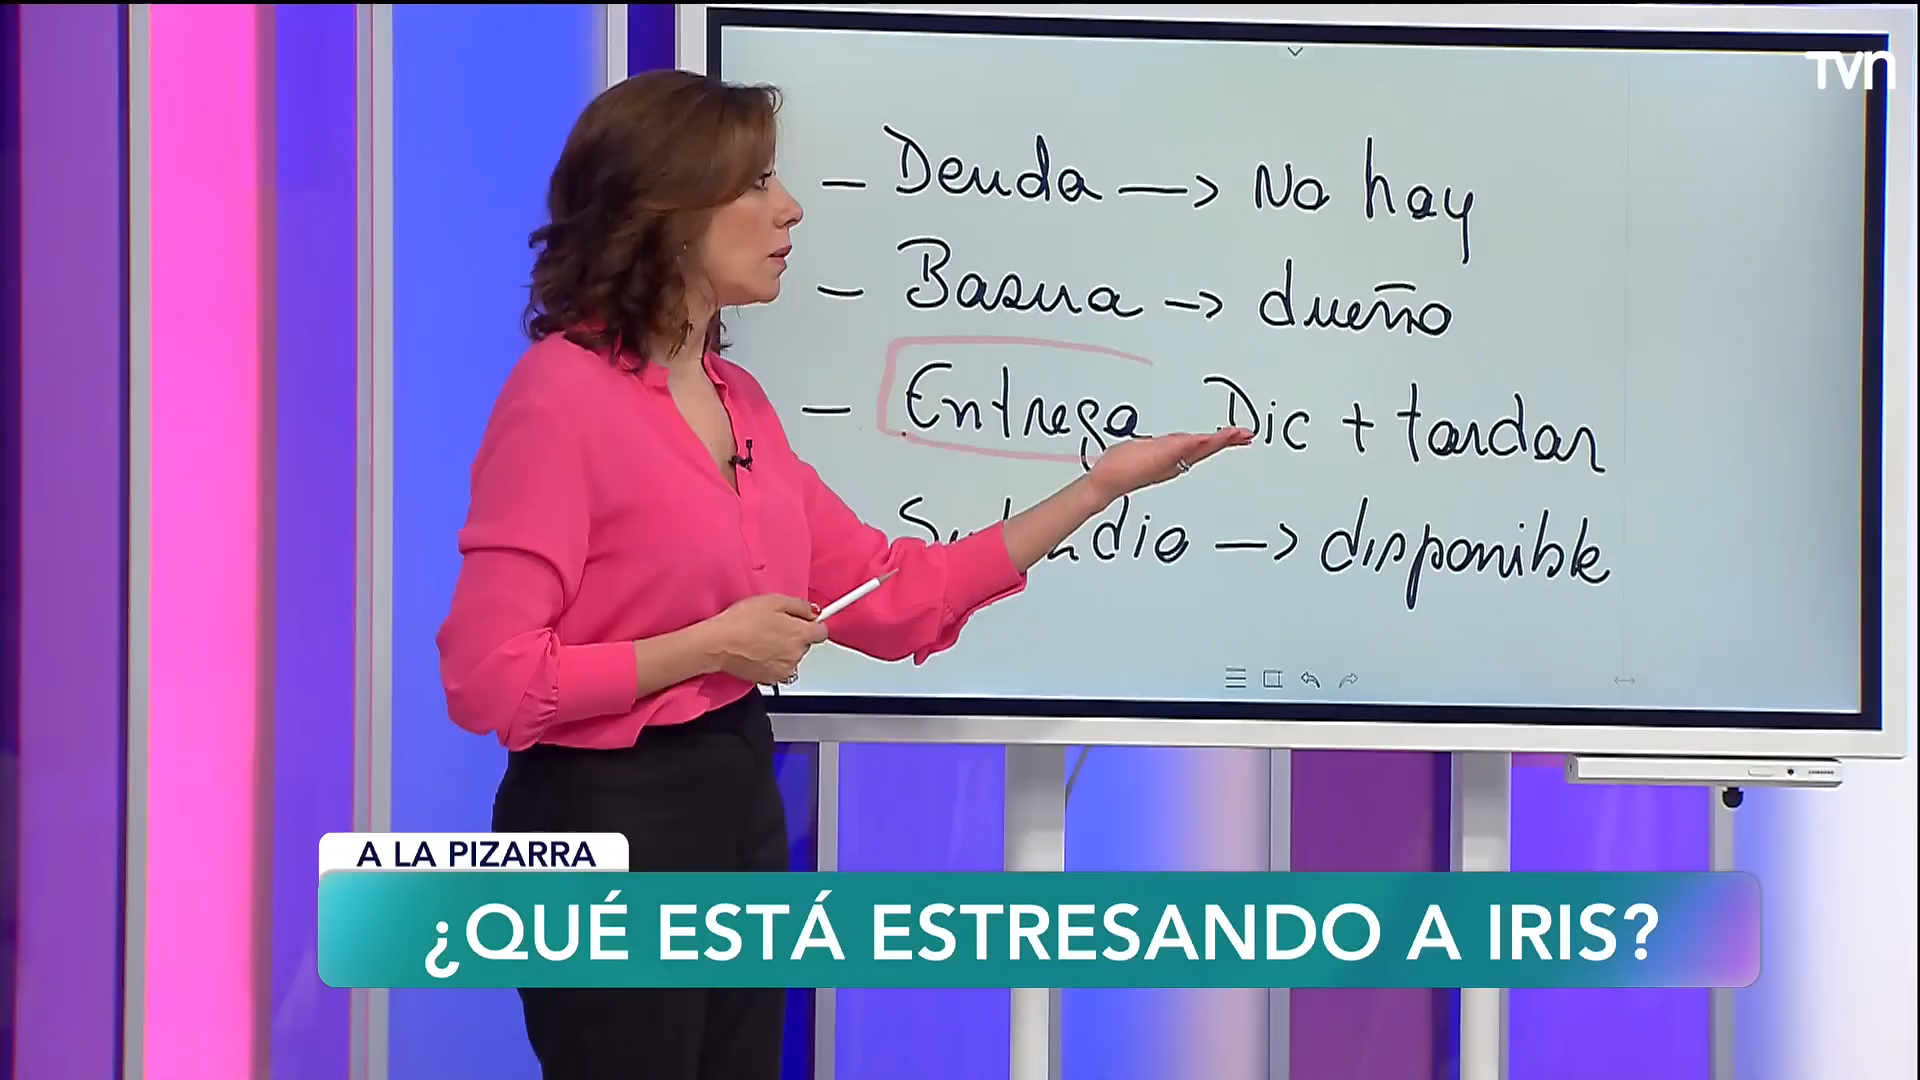 TVN
– Deuda —> No hay
– Basura —> dueño
– Entrega Dic + tardar
—> disponible
A LA PIZARRA
¿QUÉ ESTÁ ESTRESANDO A IRIS?